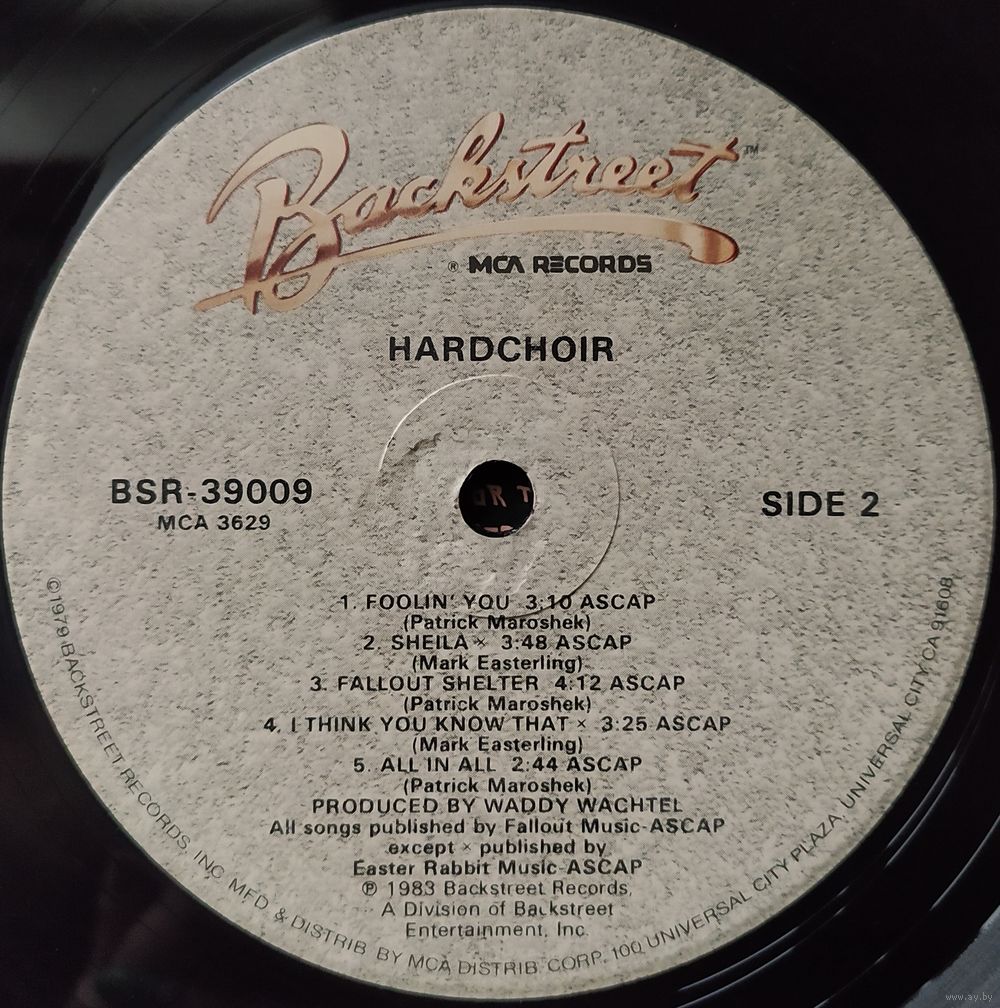 Backstreet™
® MCA RECORDS
HARDCHOIR
BSR-39009
MCA 3629
SIDE 2
OR T
1. FOOLIN' YOU 3:10 ASCAP
(Patrick Maroshek)
2. SHEILA × 3:48 ASCAP
(Mark Easterling)
3. FALLOUT SHELTER 4:12 ASCAP
(Patrick Maroshek)
4. I THINK YOU KNOW THAT × 3:25 ASCAP
(Mark Easterling)
5. ALL IN ALL 2:44 ASCAP
(Patrick Maroshek)
PRODUCED BY WADDY WACHTEL
All songs published by Fallout Music-ASCAP
except × published by
Easter Rabbit Music-ASCAP
℗ 1983 Backstreet Records,
A Division of Backstreet
Entertainment, Inc.
©1979 BACKSTREET RECORDS, INC. MFD. & DISTRIB. BY MCA DISTRIB. CORP. 100 UNIVERSAL CITY PLAZA, UNIVERSAL CITY CA 91608
www.ay.by